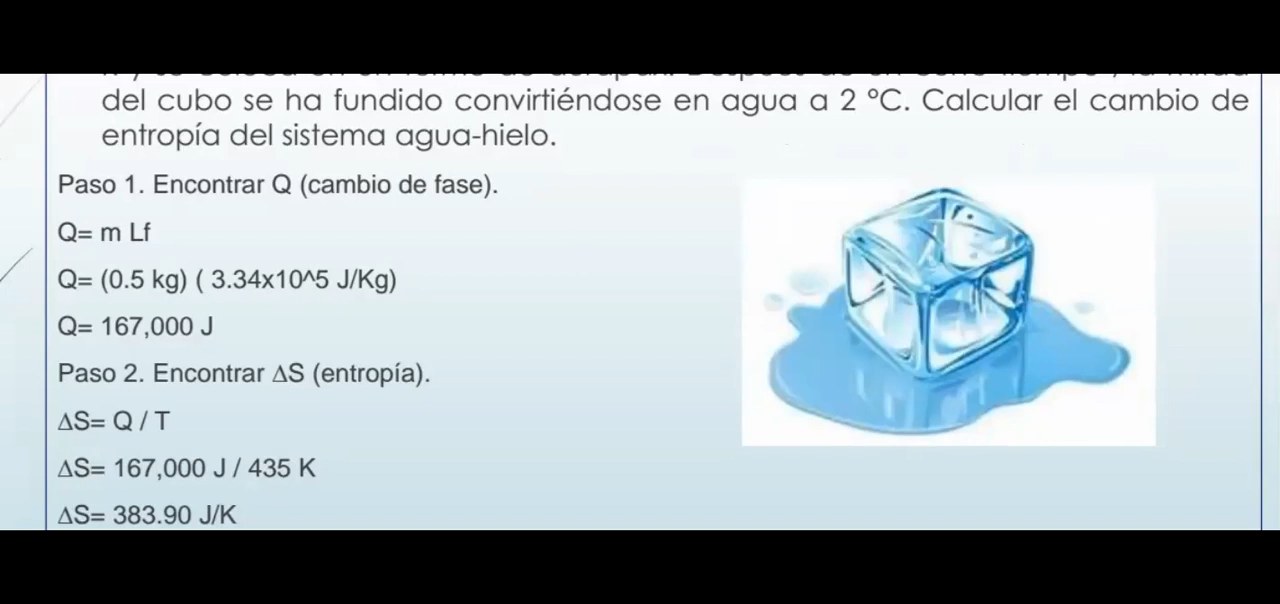 del cubo se ha fundido convirtiéndose en agua a 2 ºC. Calcular el cambio de
entropía del sistema agua-hielo.
Paso 1. Encontrar Q (cambio de fase).
Q= m Lf
Q= (0.5 kg) ( 3.34x10^5 J/Kg)
Q= 167,000 J
Paso 2. Encontrar ∆S (entropía).
∆S= Q / T
∆S= 167,000 J / 435 K
∆S= 383.90 J/K